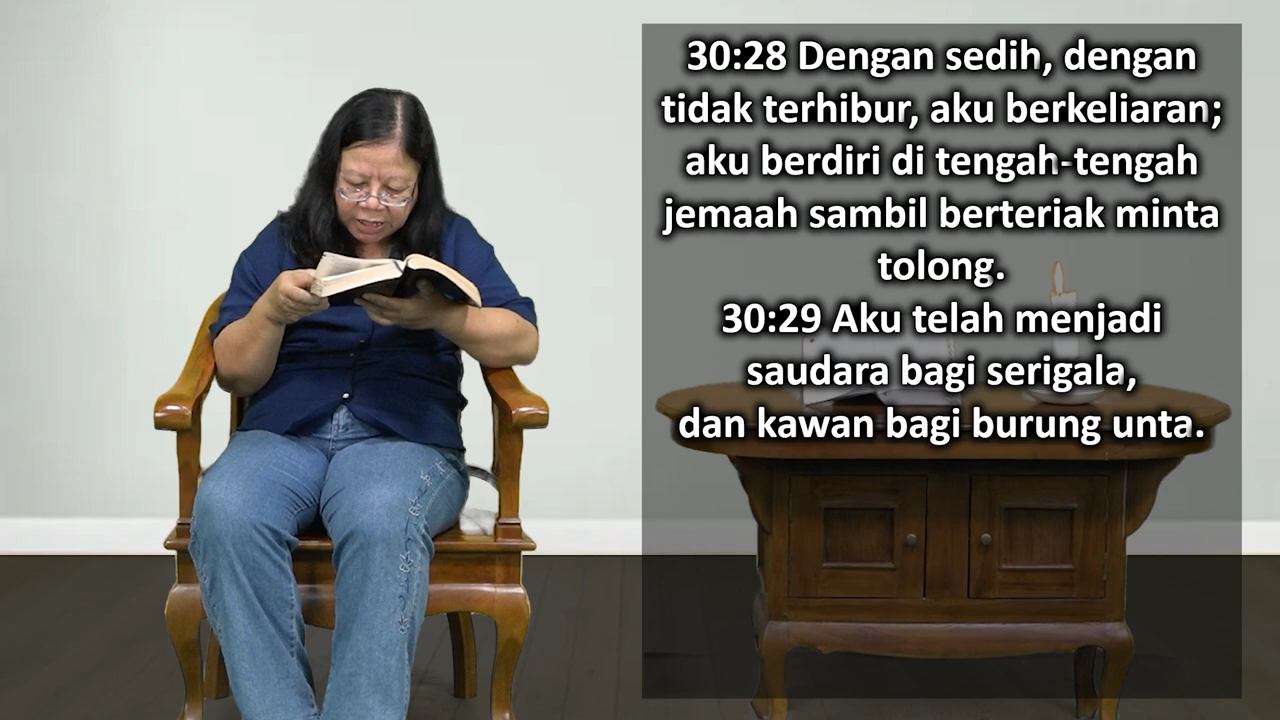 30:28 Dengan sedih, dengan
tidak terhibur, aku berkeliaran;
aku berdiri di tengah-tengah
jemaah sambil berteriak minta
tolong.
30:29 Aku telah menjadi
saudara bagi serigala,
dan kawan bagi burung unta.